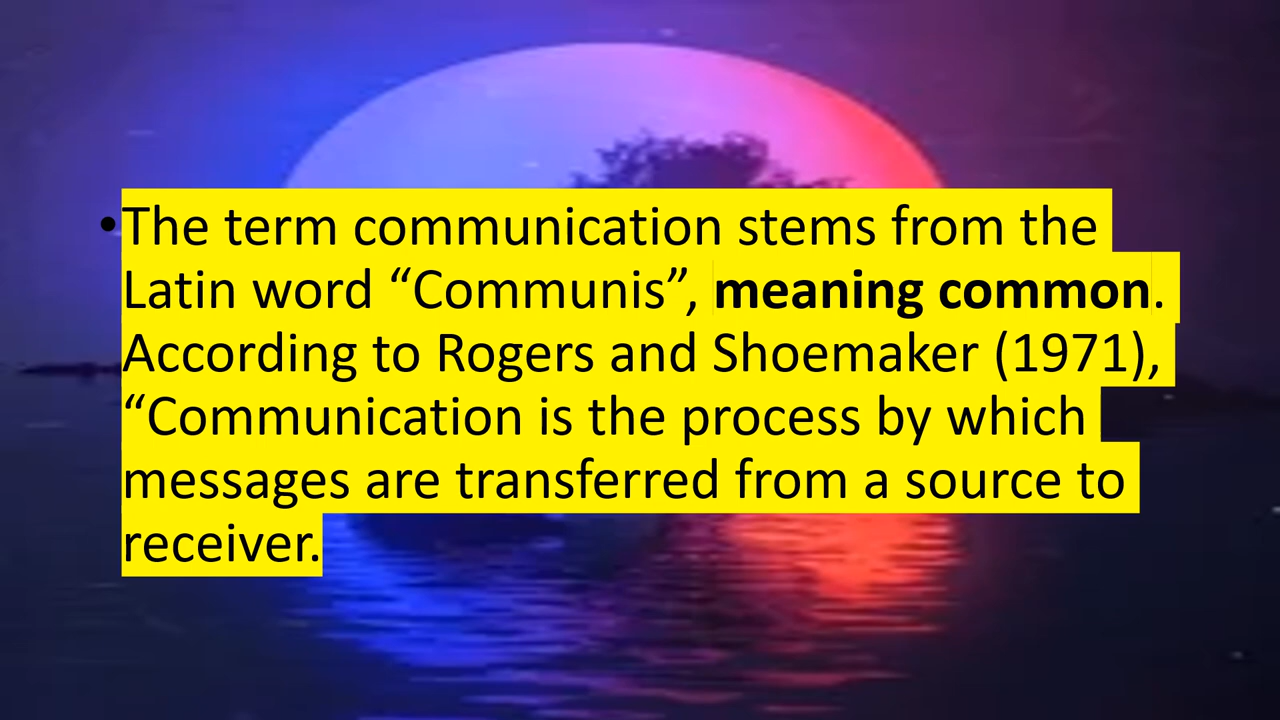 •The term communication stems from the
Latin word “Communis”, meaning common.
According to Rogers and Shoemaker (1971),
“Communication is the process by which
messages are transferred from a source to
receiver.